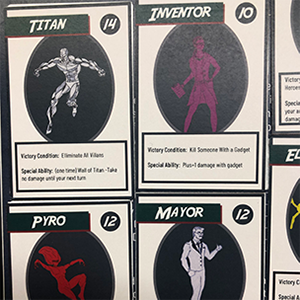 TITAN 14
Victory Condition: Eliminate All Villans
Special Ability: (one time) Wall of Titan -Take
no damage until your next turn
INVENTOR 10
Victory Condition: Kill Someone With a Gadget
Special Ability: Plus+1 damage with gadget
PYRO 12
MAYOR 12